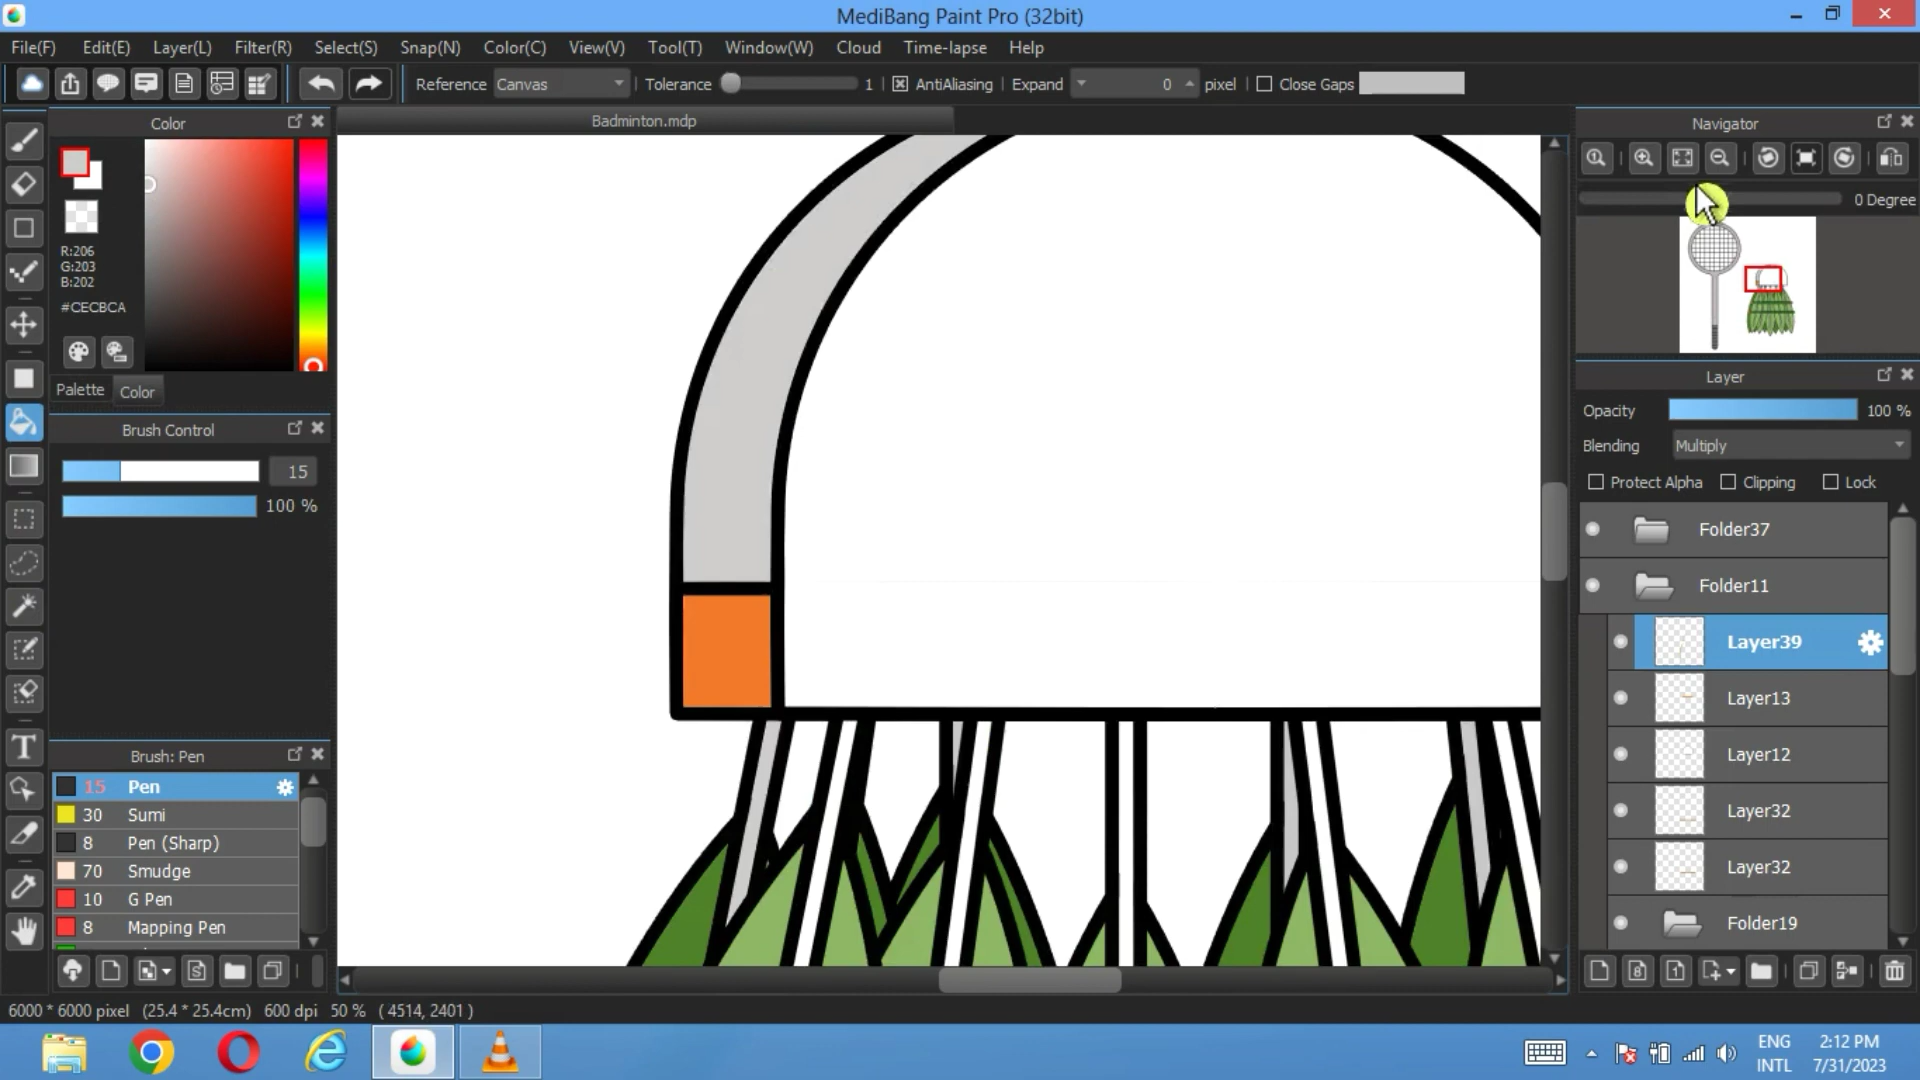 MediBang Paint Pro (32bit)
File(F) Edit(E) Layer(L) Filter(R) Select(S) Snap(N) Color(C) View(V) Tool(T) Window(W) Cloud Time-lapse Help
Reference Canvas Tolerance 1 AntiAliasing Expand 0 pixel Close Gaps
Color
Badminton.mdp
Navigator
R:206
G:203
B:202
#CECBCA
Palette Color
0 Degree
Layer
Opacity 100 %
Blending Multiply
Protect Alpha Clipping Lock
Brush Control
15
100 %
Folder37
Folder11
Layer39
Layer13
Layer12
Layer32
Layer32
Folder19
Brush: Pen
15 Pen
30 Sumi
8 Pen (Sharp)
70 Smudge
10 G Pen
8 Mapping Pen
6000 * 6000 pixel (25.4 * 25.4cm) 600 dpi 50 % ( 4514, 2401 )
ENG
INTL
2:12 PM
7/31/2023